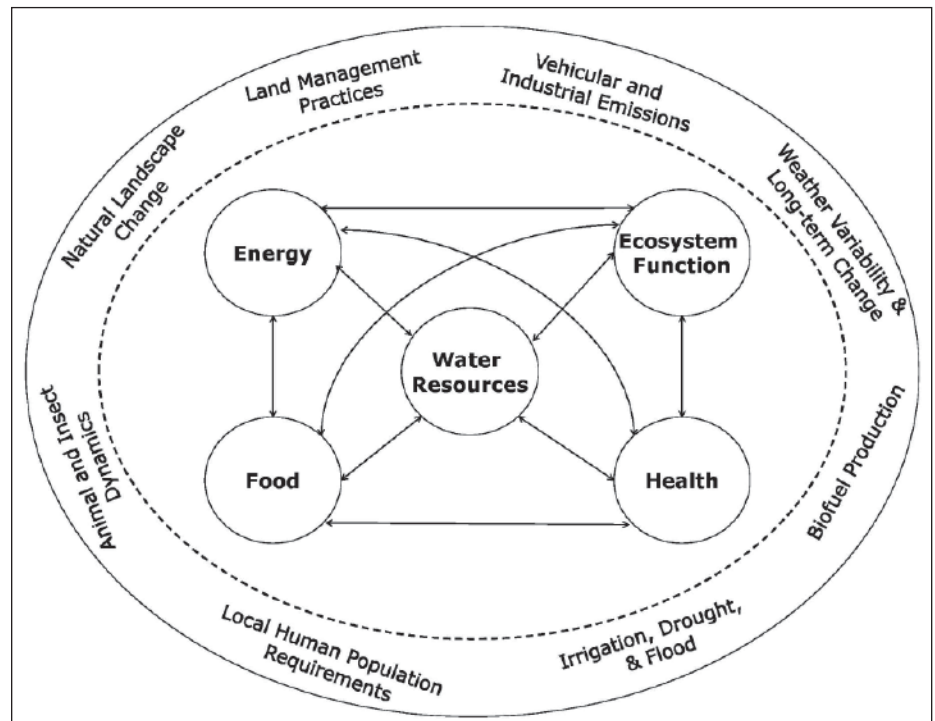 Land Management
Practices
Vehicular and
Industrial Emissions
Natural Landscape
Change
Weather Variability &
Long-term Change
Energy
Ecosystem
Function
Water
Resources
Food
Health
Animal and Insect
Dynamics
Biofuel Production
Local Human Population
Requirements
Irrigation, Drought,
& Flood